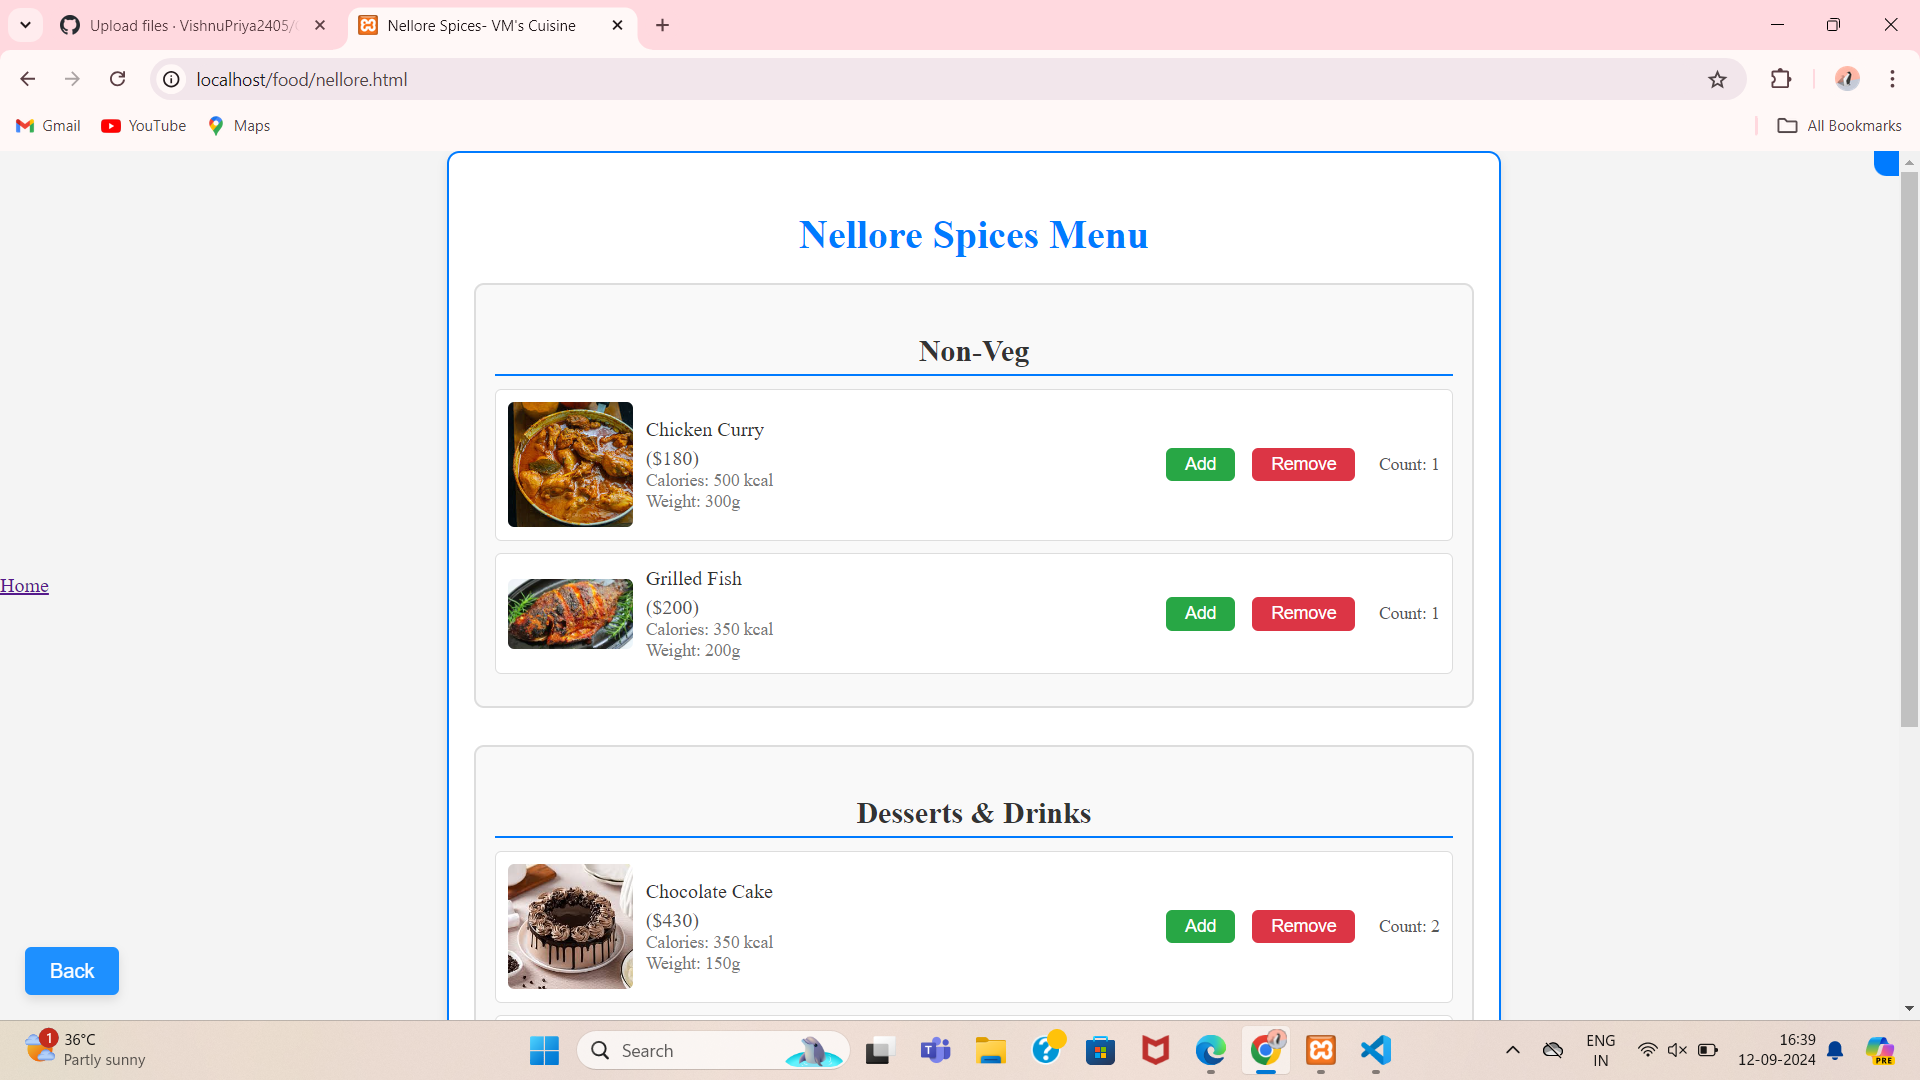 Upload files · VishnuPriya2405/
Nellore Spices- VM's Cuisine
localhost/food/nellore.html
Gmail
YouTube
Maps
All Bookmarks
Nellore Spices Menu
Non-Veg
Chicken Curry
($180)
Calories: 500 kcal
Weight: 300g
Add
Remove
Count: 1
Home
Grilled Fish
($200)
Calories: 350 kcal
Weight: 200g
Add
Remove
Count: 1
Desserts & Drinks
Chocolate Cake
($430)
Calories: 350 kcal
Weight: 150g
Add
Remove
Count: 2
Back
1
36°C
Partly sunny
Search
ENG
IN
16:39
12-09-2024
PRE